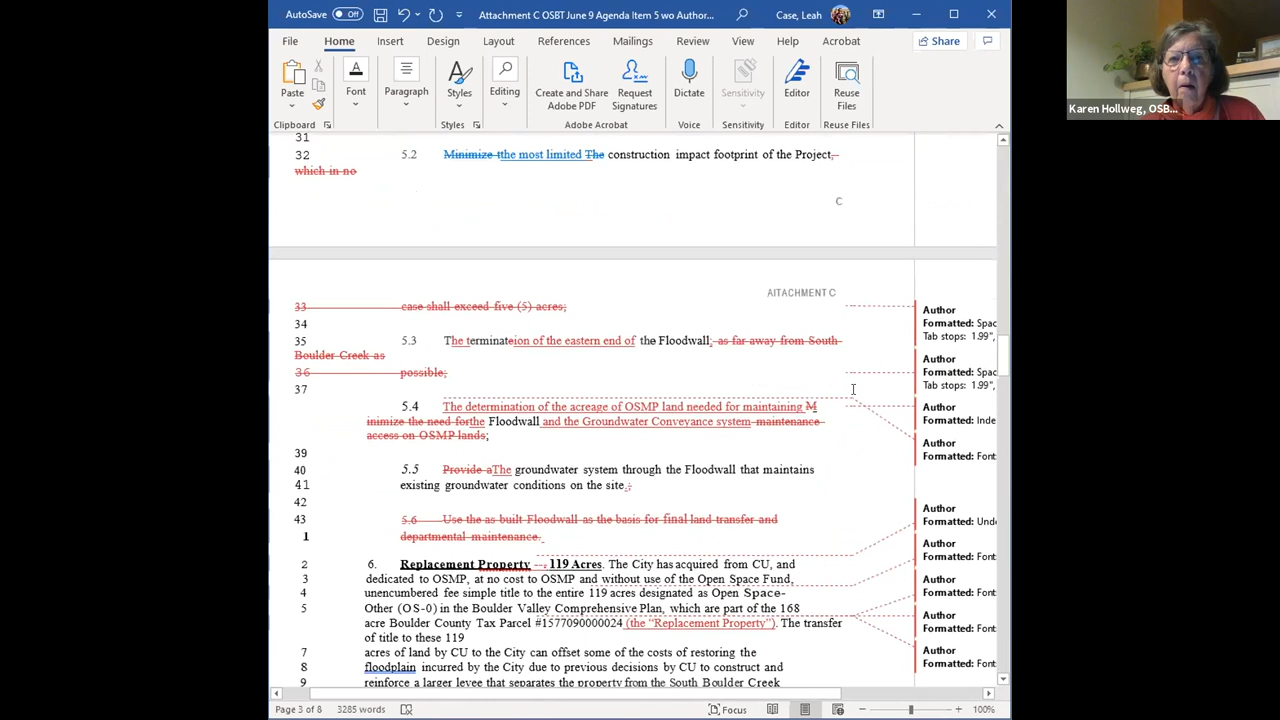 AutoSave Off Attachment C OSBT June 9 Agenda Item 5 wo Author... Case, Leah
File Home Insert Design Layout References Mailings Review View Help Acrobat Share
Paste Font Paragraph Styles Editing Create and Share Adobe PDF Request Signatures Dictate Sensitivity Editor Reuse Files
Clipboard Styles Adobe Acrobat Voice Sensitivity Editor Reuse Files
Karen Hollweg, OSB...
31
32 5.2 Minimize tthe most limited The construction impact footprint of the Project,
which in no
C
AITACHMENT C
33 case shall exceed five (5) acres;
34
35 5.3 The terminateion of the eastern end of the Floodwall; as far away from South
Boulder Creek as
36 possible;
37
5.4 The determination of the acreage of OSMP land needed for maintaining M
inimize the need forthe Floodwall and the Groundwater Conveyance system maintenance
access on OSMP lands;
39
40 5.5 Provide aThe groundwater system through the Floodwall that maintains
41 existing groundwater conditions on the site.;
42
43 5.6 Use the as built Floodwall as the basis for final land transfer and
1 departmental maintenance.
2 6. Replacement Property -- 119 Acres. The City has acquired from CU, and
3 dedicated to OSMP, at no cost to OSMP and without use of the Open Space Fund,
4 unencumbered fee simple title to the entire 119 acres designated as Open Space-
5 Other (OS-0) in the Boulder Valley Comprehensive Plan, which are part of the 168
6 acre Boulder County Tax Parcel #1577090000024 (the “Replacement Property”). The transfer
of title to these 119
7 acres of land by CU to the City can offset some of the costs of restoring the
8 floodplain incurred by the City due to previous decisions by CU to construct and
9 reinforce a larger levee that separates the property from the South Boulder Creek
Author
Formatted: Spac
Tab stops: 1.99",
Author
Formatted: Spac
Tab stops: 1.99",
Author
Formatted: Inde
Author
Formatted: Font
Author
Formatted: Unde
Author
Formatted: Font
Author
Formatted: Font
Author
Formatted: Font
Author
Formatted: Font
Page 3 of 8 3285 words Focus 100%